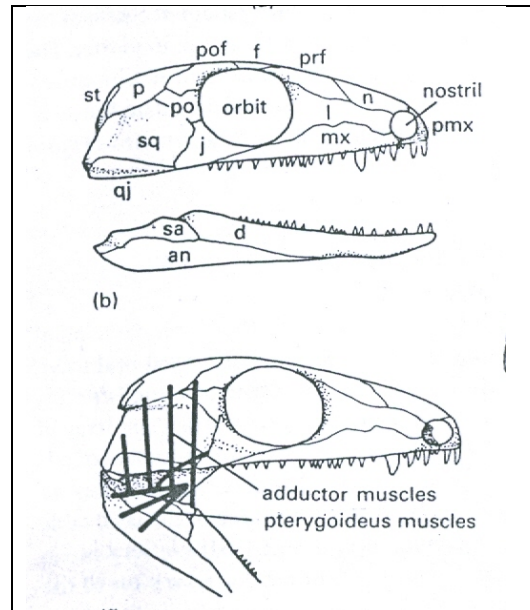 pof f prf
st p po orbit n nostril
l
sq j mx pmx
qj
sa d
an
(b)
adductor muscles
pterygoideus muscles